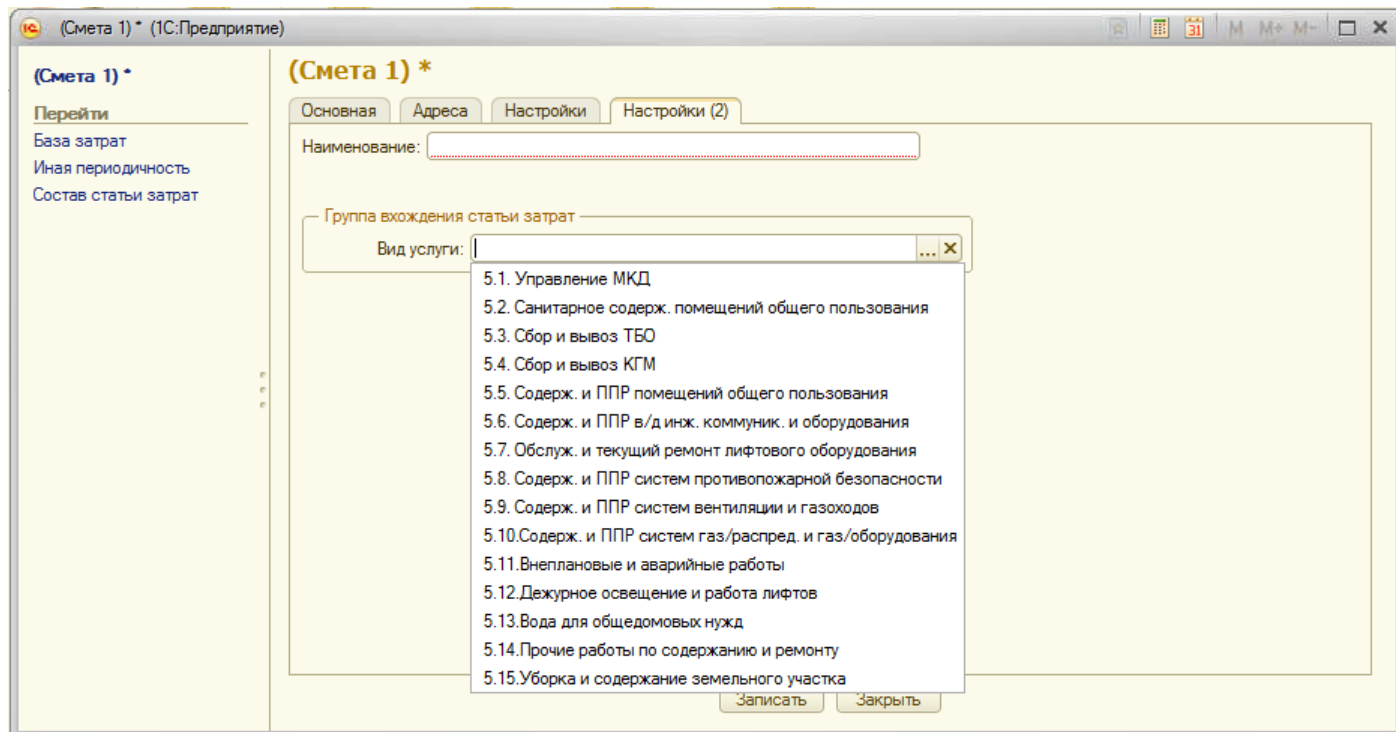 (Смета 1) * (1С:Предприятие)
31 M M+ M-
(Смета 1) *
Перейти
База затрат
Иная периодичность
Состав статьи затрат
(Смета 1) *
Основная Адреса Настройки Настройки (2)
Наименование:
Группа вхождения статьи затрат
Вид услуги: ...
5.1. Управление МКД
5.2. Санитарное содерж. помещений общего пользования
5.3. Сбор и вывоз ТБО
5.4. Сбор и вывоз КГМ
5.5. Содерж. и ППР помещений общего пользования
5.6. Содерж. и ППР в/д инж. коммуник. и оборудования
5.7. Обслуж. и текущий ремонт лифтового оборудования
5.8. Содерж. и ППР систем противопожарной безопасности
5.9. Содерж. и ППР систем вентиляции и газоходов
5.10.Содерж. и ППР систем газ/распред. и газ/оборудования
5.11.Внеплановые и аварийные работы
5.12.Дежурное освещение и работа лифтов
5.13.Вода для общедомовых нужд
5.14.Прочие работы по содержанию и ремонту
5.15.Уборка и содержание земельного участка
Записать Закрыть